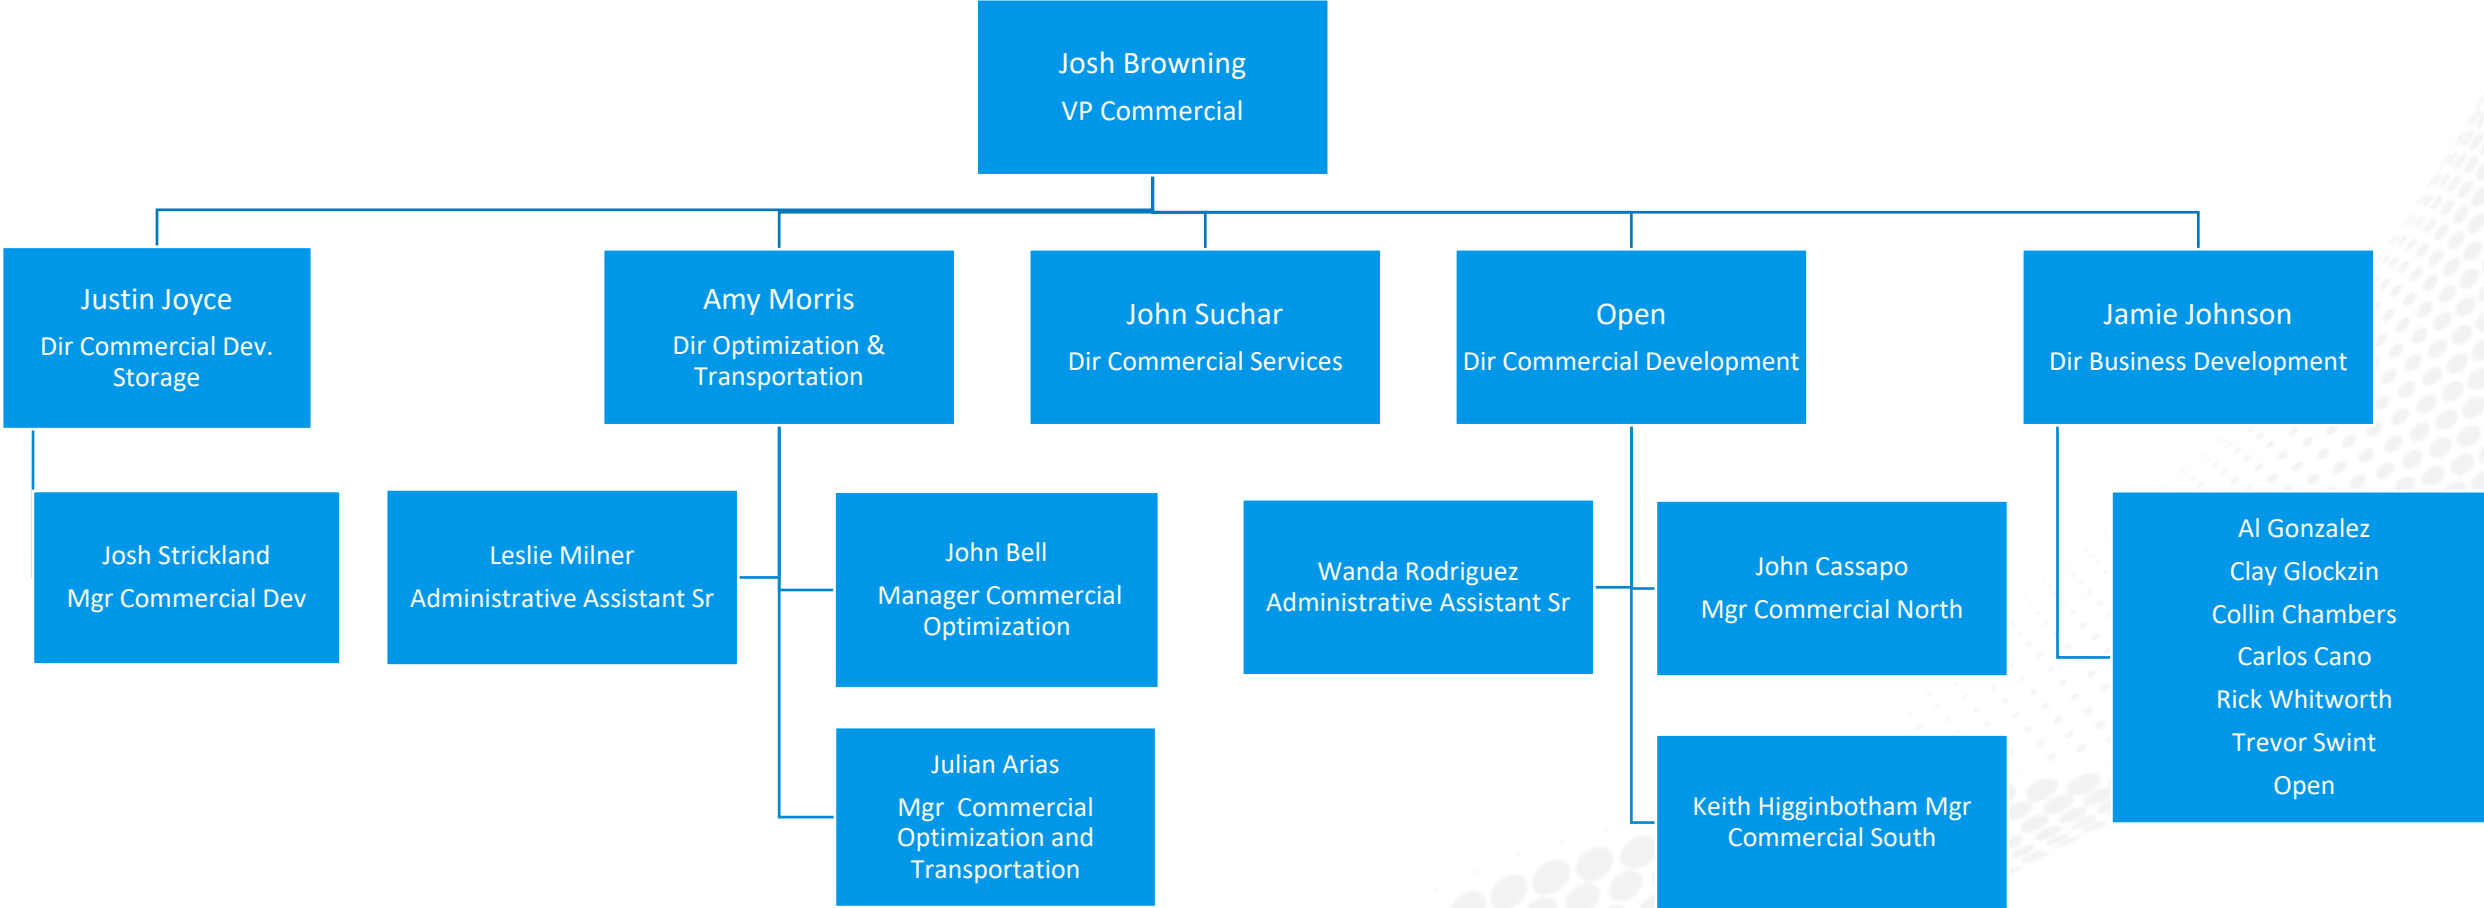 Josh Browning
VP Commercial
Justin Joyce
Dir Commercial Dev.
Storage
Amy Morris
Dir Optimization &
Transportation
John Suchar
Dir Commercial Services
Open
Dir Commercial Development
Jamie Johnson
Dir Business Development
Josh Strickland
Mgr Commercial Dev
Leslie Milner
Administrative Assistant Sr
John Bell
Manager Commercial
Optimization
Julian Arias
Mgr  Commercial
Optimization and
Transportation
Wanda Rodriguez
Administrative Assistant Sr
John Cassapo
Mgr Commercial North
Keith Higginbotham Mgr
Commercial South
Al Gonzalez
Clay Glockzin
Collin Chambers
Carlos Cano
Rick Whitworth
Trevor Swint
Open